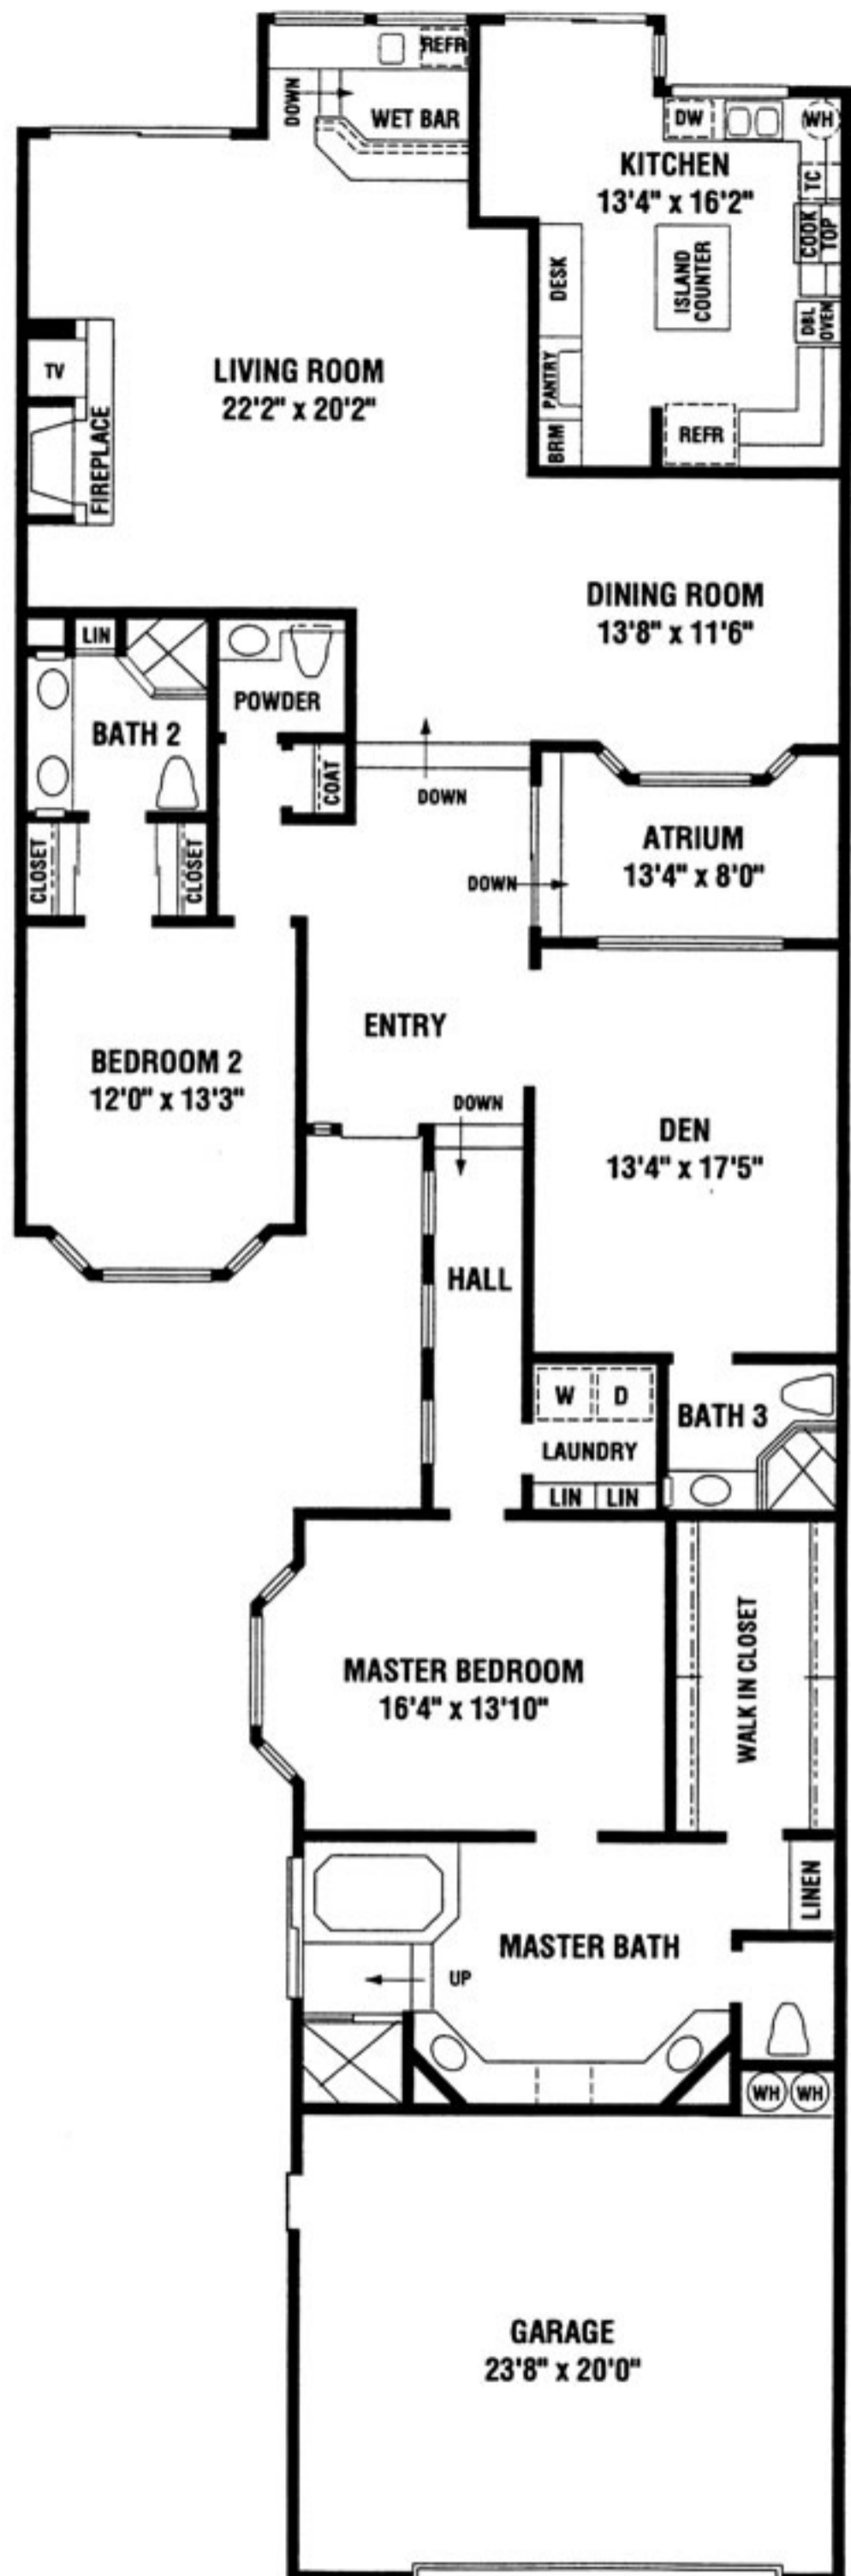 REFR
DOWN
WET BAR
DW
WH
KITCHEN
13'4" x 16'2"
TC
COOK
TOP
ISLAND
COUNTER
DESK
DBL
OVEN
PANTRY
BRM
REFR
TV
LIVING ROOM
22'2" x 20'2"
FIREPLACE
DINING ROOM
13'8" x 11'6"
LIN
POWDER
BATH 2
COAT
DOWN
CLOSET
CLOSET
ATRIUM
13'4" x 8'0"
DOWN
ENTRY
BEDROOM 2
12'0" x 13'3"
DOWN
DEN
13'4" x 17'5"
HALL
W
D
BATH 3
LAUNDRY
LIN
LIN
MASTER BEDROOM
16'4" x 13'10"
WALK IN CLOSET
LINEN
MASTER BATH
UP
WH
WH
GARAGE
23'8" x 20'0"